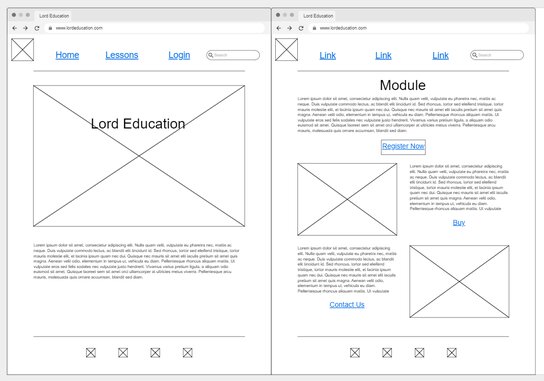 Lord Education
www.lordeducation.com
Home Lessons Login Search
Lord Education
Lorem ipsum dolor sit amet, consectetur adipiscing elit. Nulla quam velit, vulputate eu pharetra nec, mattis ac
neque. Duis vulputate commodo lectus, ac blandit elit tincidunt id. Sed rhoncus, tortor sed eleifend tristique, tortor
mauris molestie elit, et lacinia ipsum quam nec dui. Quisque nec mauris sit amet elit iaculis pretium sit amet quis
magna. Aenean velit odio, elementum in tempus ut, vehicula eu diam. Pellentesque rhoncus aliquam mattis. Ut
vulputate eros sed felis sodales nec vulputate justo hendrerit. Vivamus varius pretium ligula, a aliquam odio
euismod sit amet. Quisque laoreet sem sit amet orci ullamcorper at ultricies metus viverra. Pellentesque arcu
mauris, malesuada quis ornare accumsan, blandit sed diam.
Lord Education
www.lordeducation.com
Link Link Link Search
Module
Lorem ipsum dolor sit amet, consectetur adipiscing elit. Nulla quam velit, vulputate eu pharetra nec, mattis ac
neque. Duis vulputate commodo lectus, ac blandit elit tincidunt id. Sed rhoncus, tortor sed eleifend tristique, tortor
mauris molestie elit, et lacinia ipsum quam nec dui. Quisque nec mauris sit amet elit iaculis pretium sit amet quis
magna. Aenean velit odio, elementum in tempus ut, vehicula eu diam. Pellentesque rhoncus aliquam mattis. Ut
vulputate eros sed felis sodales nec vulputate justo hendrerit. Vivamus varius pretium ligula, a aliquam odio
euismod sit amet. Quisque laoreet sem sit amet orci ullamcorper at ultricies metus viverra. Pellentesque arcu
mauris, malesuada quis ornare accumsan, blandit sed diam.
Register Now
Lorem ipsum dolor sit amet, consectetur adipiscing
elit. Nulla quam velit, vulputate eu pharetra nec, mattis
ac neque. Duis vulputate commodo lectus, ac blandit
elit tincidunt id. Sed rhoncus, tortor sed eleifend
tristique, tortor mauris molestie elit, et lacinia ipsum
quam nec dui. Quisque nec mauris sit amet elit iaculis
pretium sit amet quis magna. Aenean velit odio,
elementum in tempus ut, vehicula eu diam.
Pellentesque rhoncus aliquam mattis. Ut vulputate
Buy
Lorem ipsum dolor sit amet, consectetur adipiscing
elit. Nulla quam velit, vulputate eu pharetra nec, mattis
ac neque. Duis vulputate commodo lectus, ac blandit
elit tincidunt id. Sed rhoncus, tortor sed eleifend
tristique, tortor mauris molestie elit, et lacinia ipsum
quam nec dui. Quisque nec mauris sit amet elit iaculis
pretium sit amet quis magna. Aenean velit odio,
elementum in tempus ut, vehicula eu diam.
Pellentesque rhoncus aliquam mattis. Ut vulputate
Contact Us